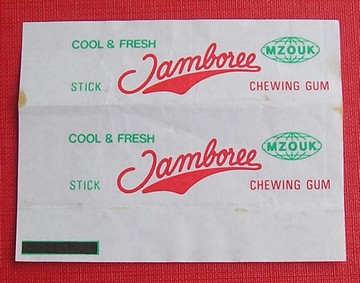 COOL & FRESH
Jamboree
MZOUK
STICK
CHEWING GUM
COOL & FRESH
Jamboree
MZOUK
STICK
CHEWING GUM